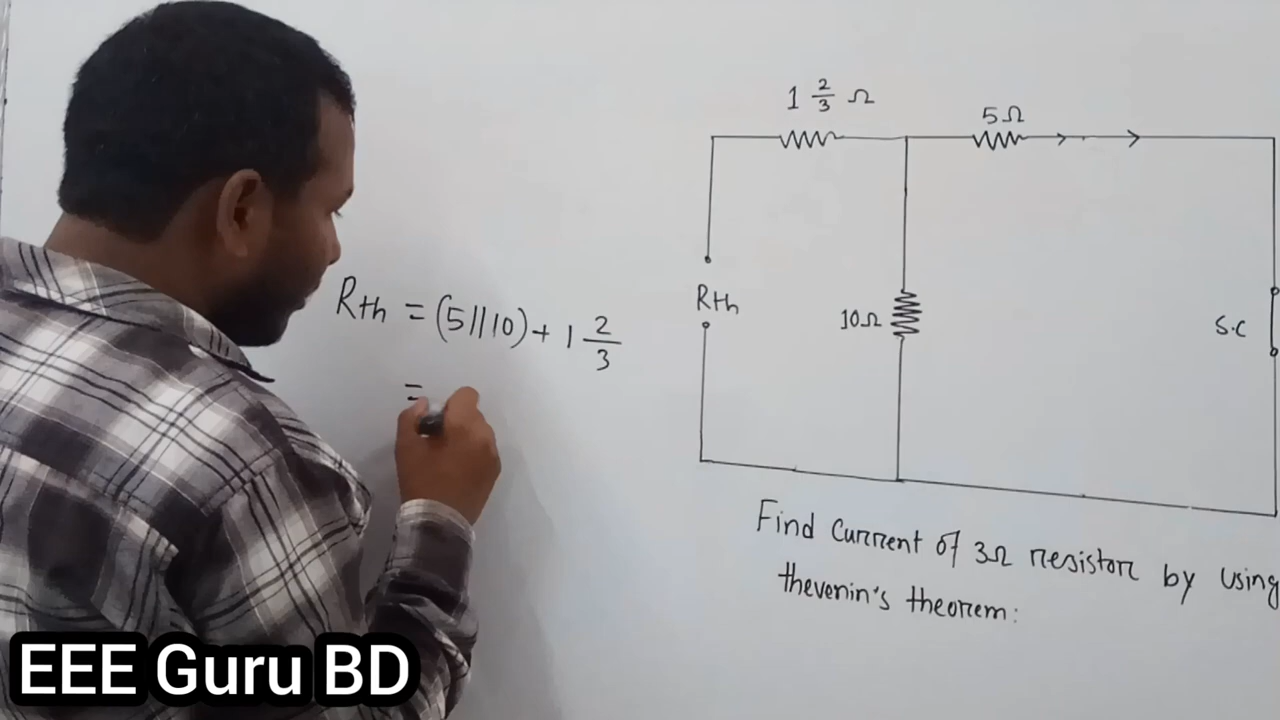 Rth = (5||10) + 1 2/3
=
1 2/3 Ω
5Ω
Rth
10Ω
S.C
Find Current of 3Ω resistor by using
thevenin's theorem:
EEE Guru BD